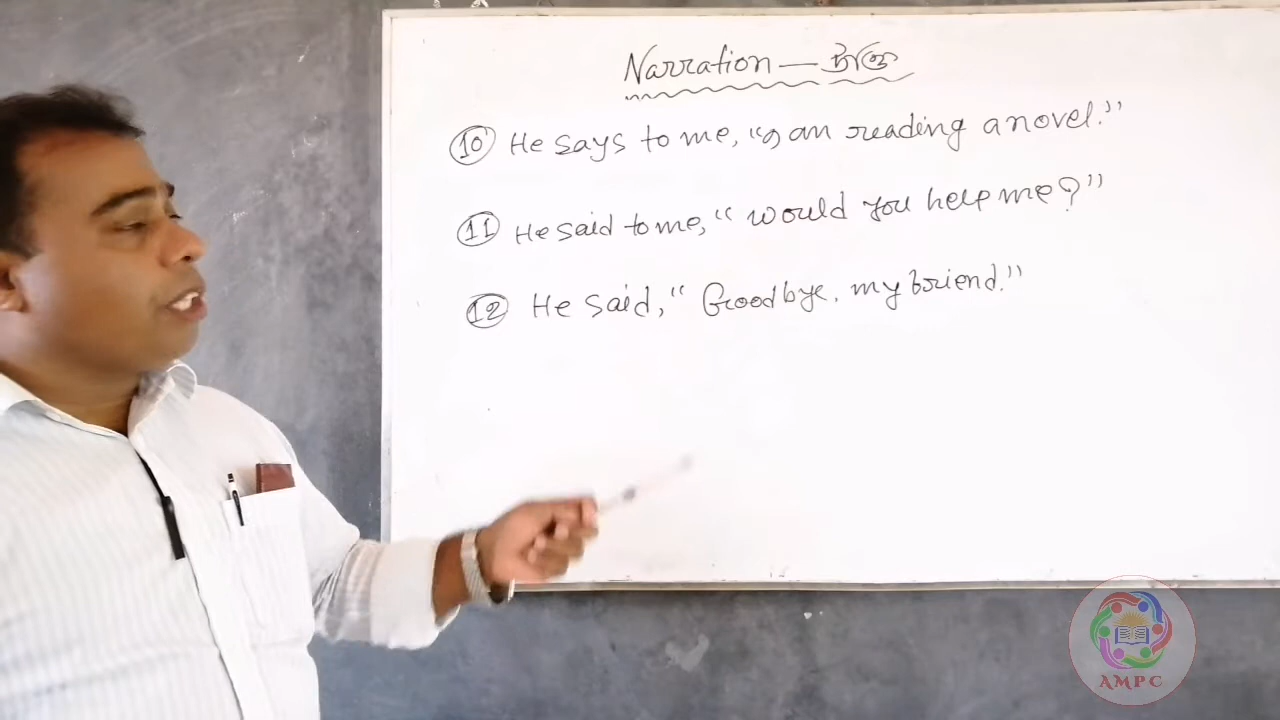 Narration — উক্তি
10 He says to me, "I am reading a novel."
11 He said to me, "would you help me?"
12 He said, "Goodbye, my friend."
AMPC